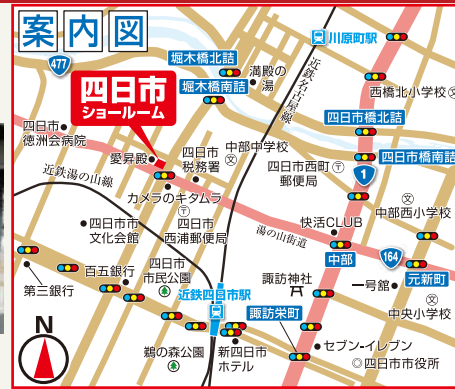 案内図
川原町駅
477
堀木橋北詰
満殿の
湯
堀木橋南詰
近鉄名古屋線
西橋北小学校
文
四日市
ショールーム
四日市橋北詰
四日市
徳洲会病院
愛昇殿
四日市
税務署
中部中学校
文
四日市西町
郵便局
〒
四日市橋南詰
1
近鉄湯の山線
カメラのキタムラ
〒
四日市
西浦郵便局
文
中部西小学校
四日市市
文化会館
快活CLUB
湯の山街道
中部
164
第三銀行
百五銀行
四日市
市民公園
近鉄四日市駅
諏訪神社
一号館
元新町
諏訪栄町
文
中央小学校
N
鵜の森公園
新四日市
ホテル
セブン-イレブン
四日市市役所